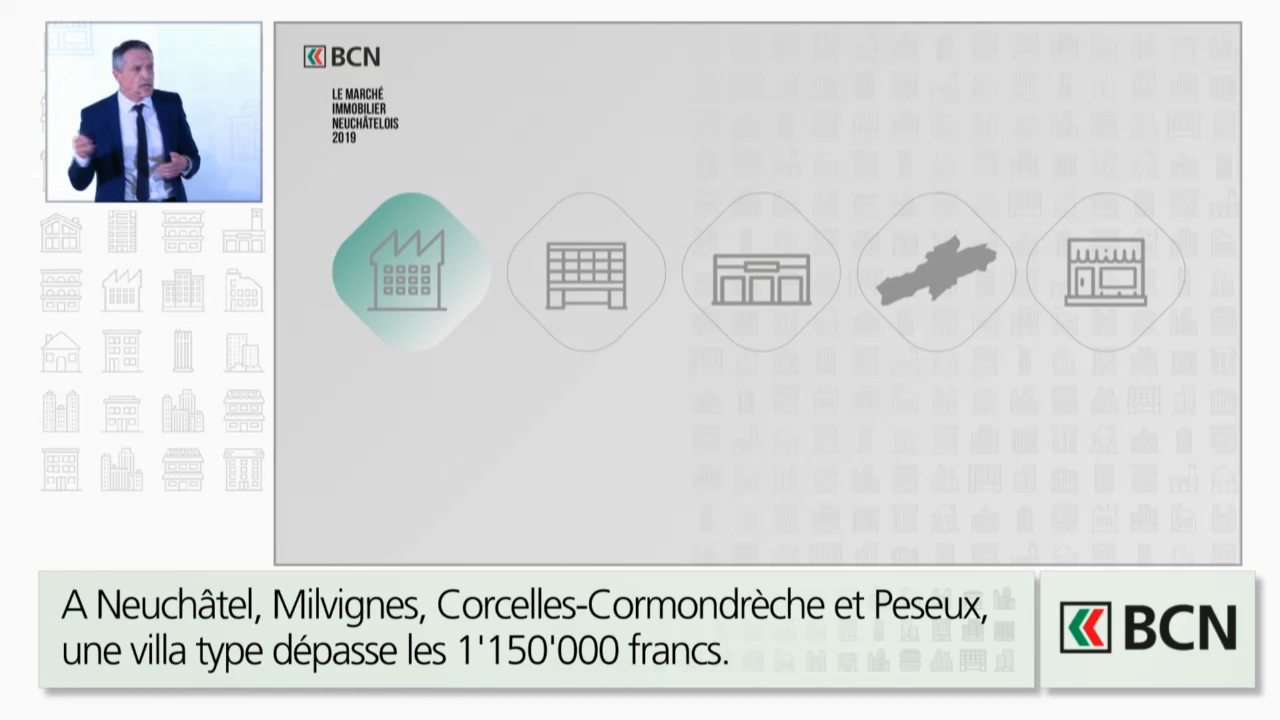 BCN
LE MARCHÉ
IMMOBILIER
NEUCHÂTELOIS
2019
A Neuchâtel, Milvignes, Corcelles-Cormondrèche et Peseux,
une villa type dépasse les 1'150'000 francs.
BCN